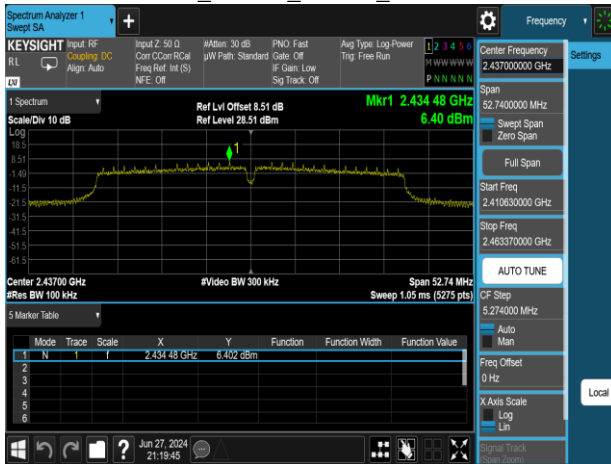 Spectrum Analyzer 1
Swept SA
+
Frequency
KEYSIGHT
RL
LXI
Input: RF
Coupling: DC
Align: Auto
Input Z: 50 Ω
Corr CCorr RCal
Freq Ref: Int (S)
NFE: Off
#Atten: 30 dB
µW Path: Standard
PNO: Fast
Gate: Off
IF Gain: Low
Sig Track: Off
Avg Type: Log-Power
Trig: Free Run
1 2 3 4 5 6
M W W W W W
P N N N N N
1 Spectrum
Scale/Div 10 dB
Ref Lvl Offset 8.51 dB
Ref Level 28.51 dBm
Mkr1 2.434 48 GHz
6.40 dBm
Log
18.5
8.51
-1.49
-11.5
-21.5
-31.5
-41.5
-51.5
-61.5
1
Center 2.43700 GHz
#Res BW 100 kHz
#Video BW 300 kHz
Span 52.74 MHz
Sweep 1.05 ms (5275 pts)
5 Marker Table
Mode Trace Scale X Y Function Function Width Function Value
1 N 1 f 2.434 48 GHz 6.402 dBm
2
3
4
5
6
Jun 27, 2024
21:19:45
Center Frequency
2.437000000 GHz
Span
52.7400000 MHz
Swept Span
Zero Span
Full Span
Start Freq
2.410630000 GHz
Stop Freq
2.463370000 GHz
AUTO TUNE
CF Step
5.274000 MHz
Auto
Man
Freq Offset
0 Hz
X Axis Scale
Log
Lin
Signal Track
(Span Zoom)
Settings
Local